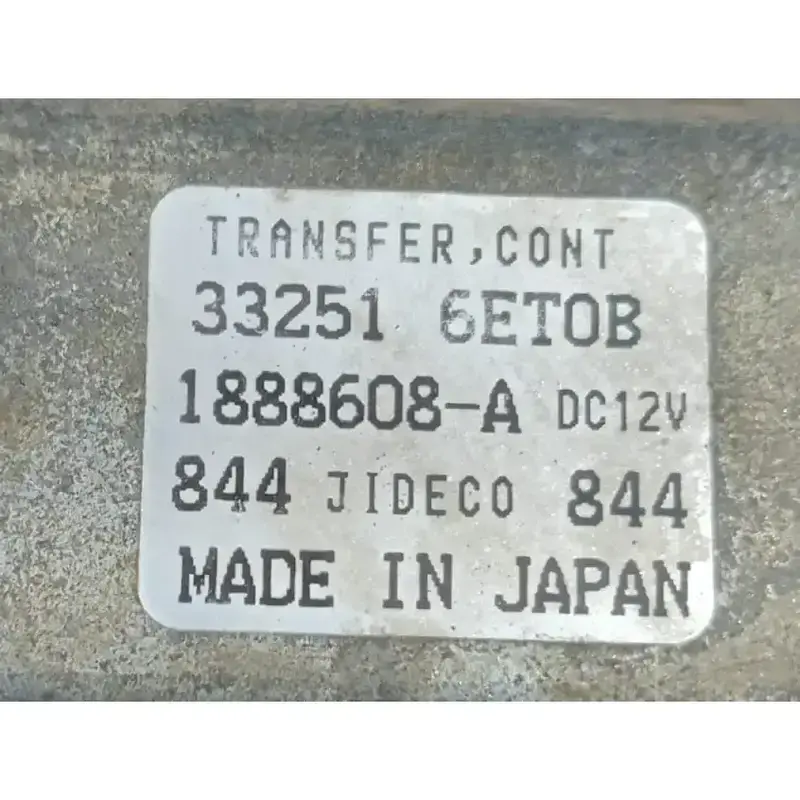 TRANSFER,CONT
33251 6ET0B
1888608-A DC12V
844 JIDECO 844
MADE IN JAPAN